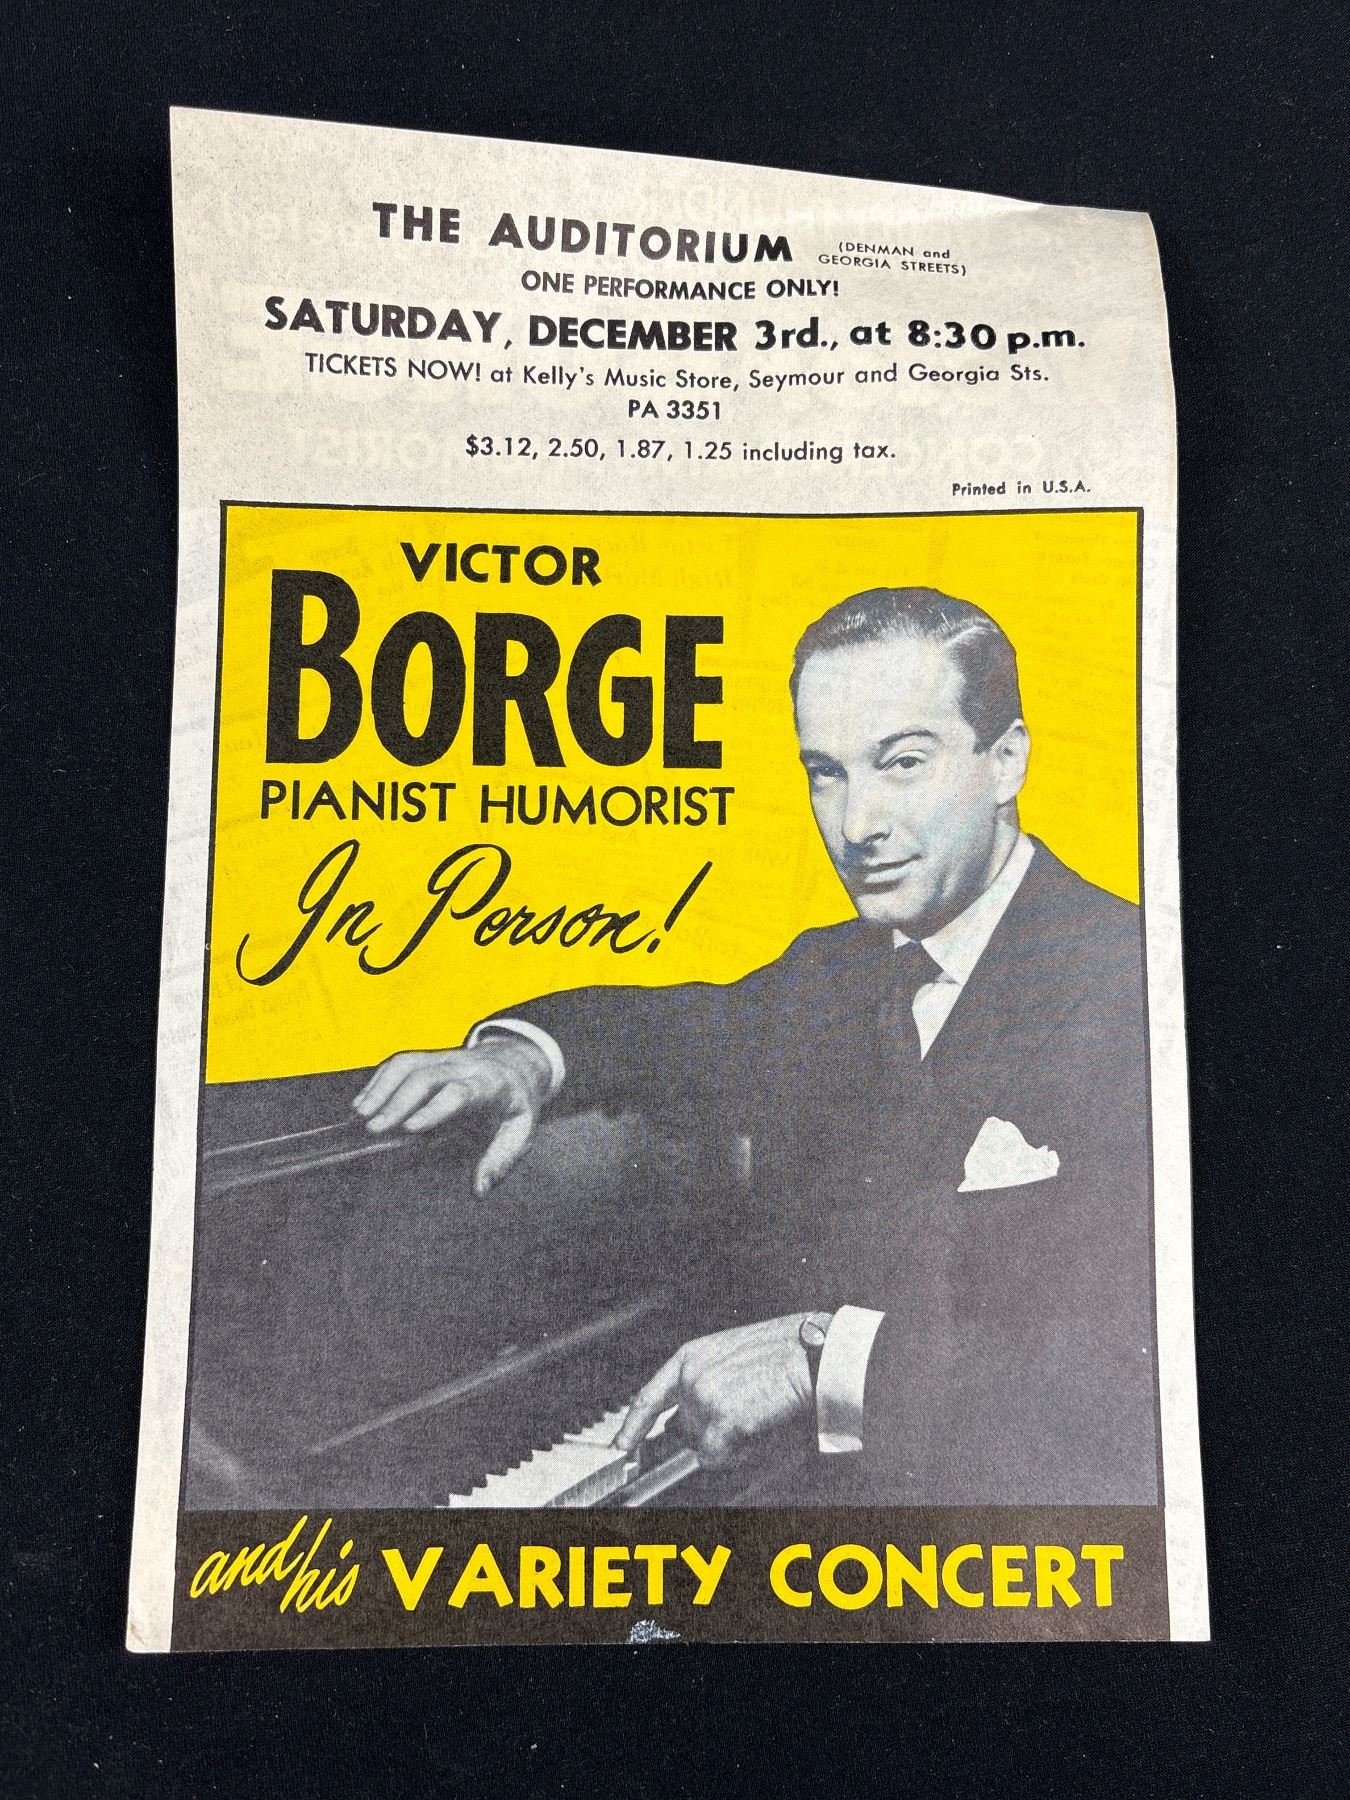 THE AUDITORIUM (DENMAN and GEORGIA STREETS)
ONE PERFORMANCE ONLY!
SATURDAY, DECEMBER 3rd., at 8:30 p.m.
TICKETS NOW! at Kelly's Music Store, Seymour and Georgia Sts.
PA 3351
$3.12, 2.50, 1.87, 1.25 including tax.
Printed in U.S.A.
VICTOR
BORGE
PIANIST HUMORIST
In Person!
and his VARIETY CONCERT